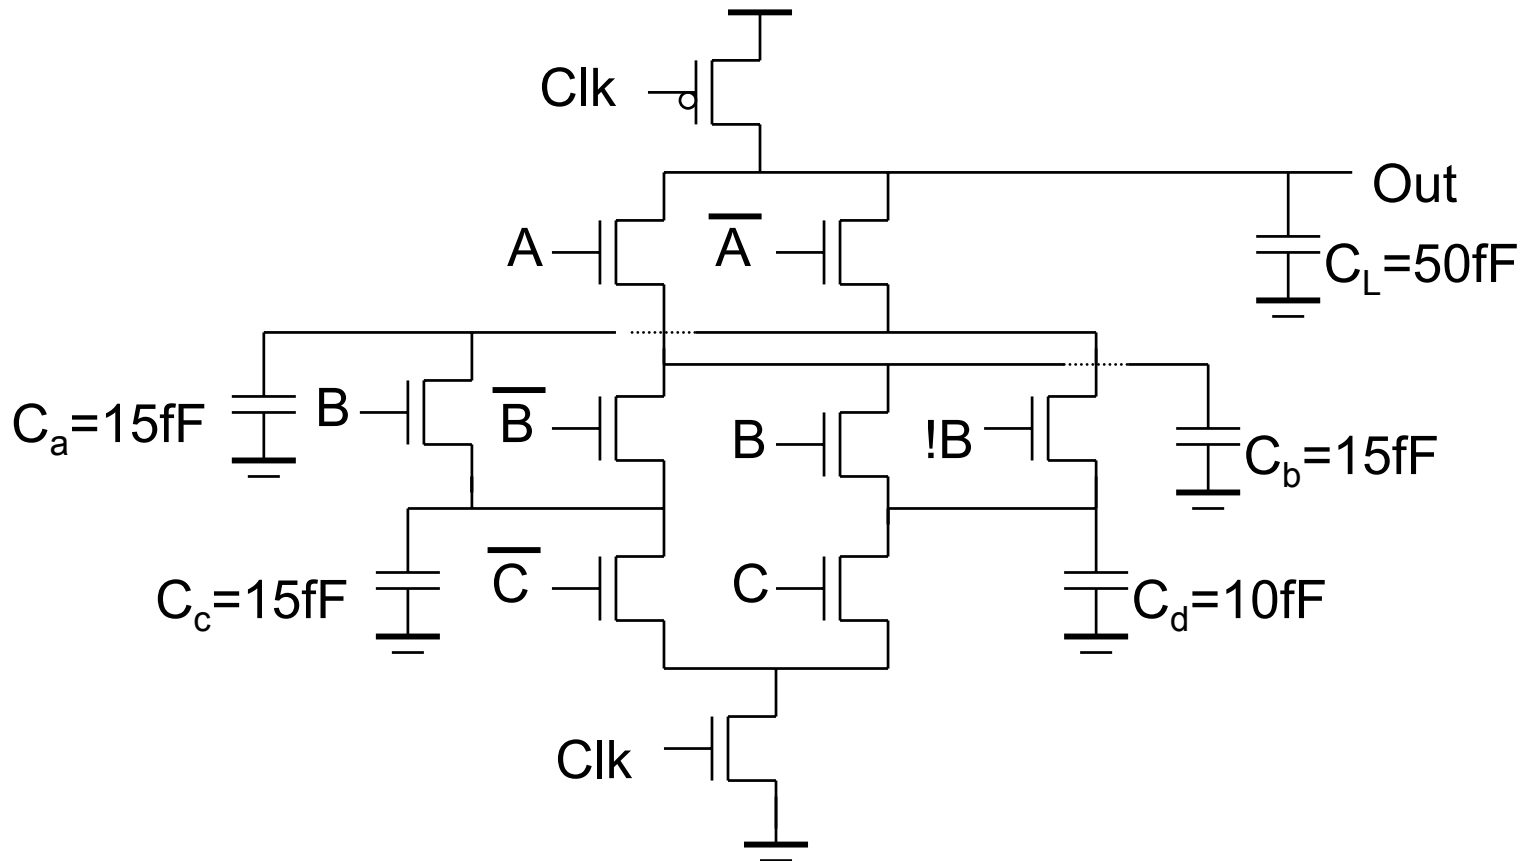 Clk
Out
A
A̅
C_L=50fF
C_a=15fF
B
B̅
B
!B
C_b=15fF
C_c=15fF
C̅
C
C_d=10fF
Clk